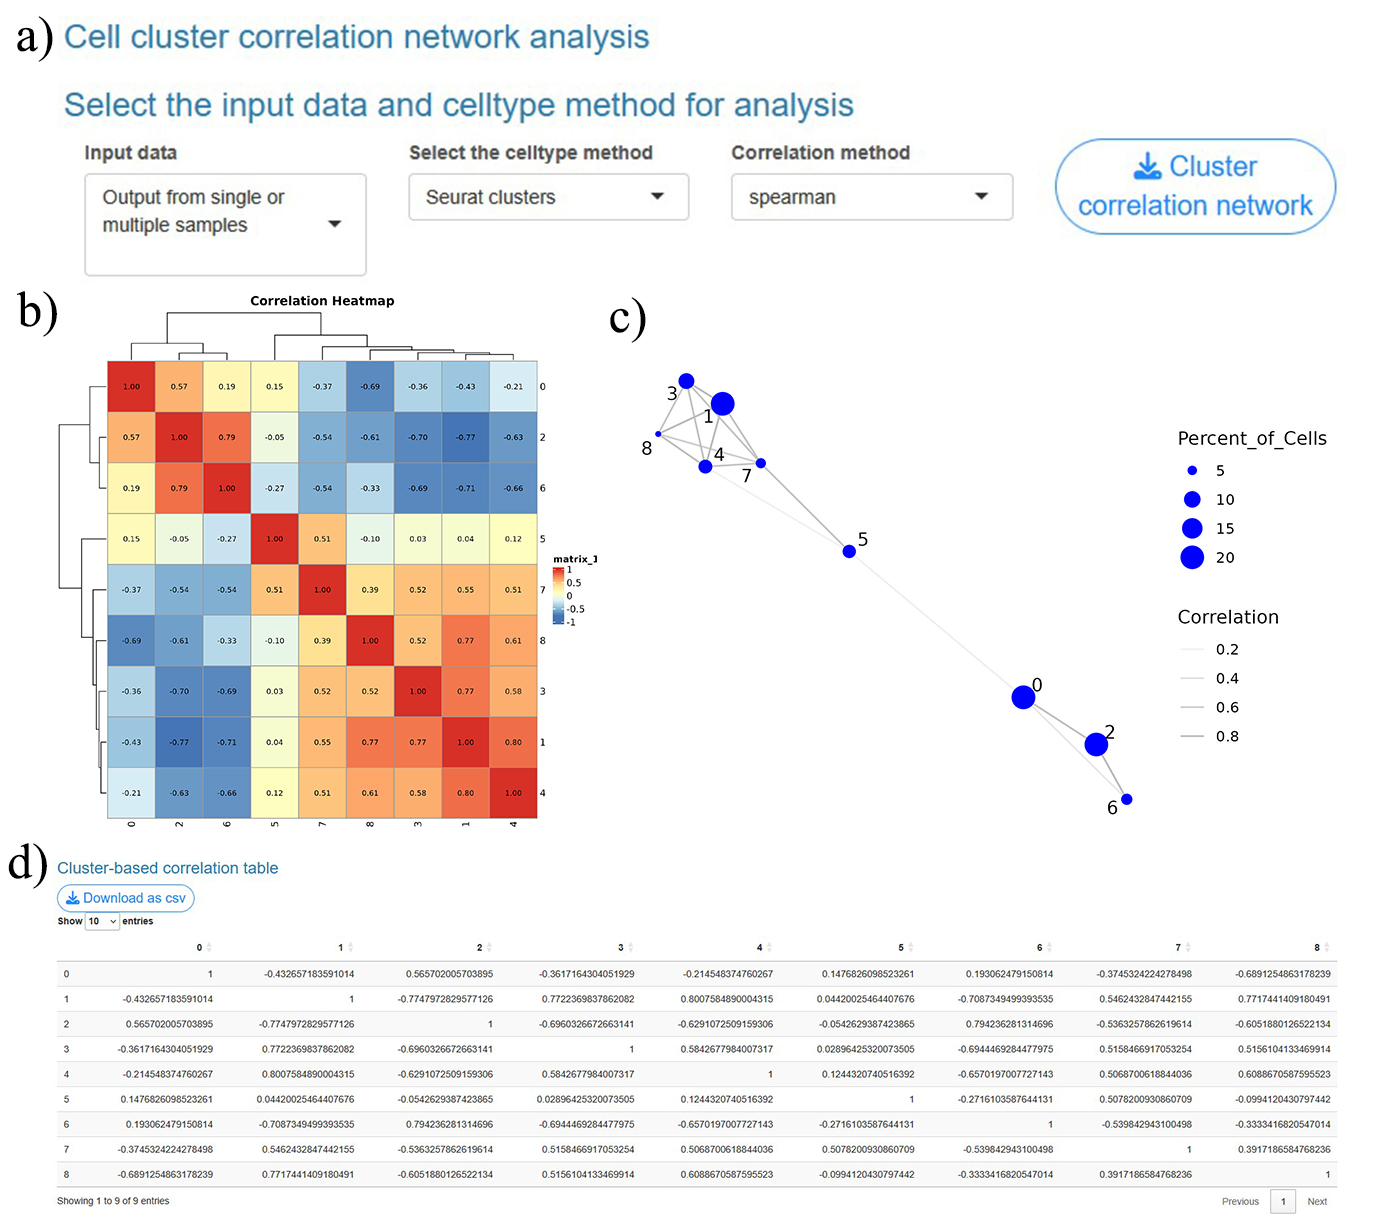 a) Cell cluster correlation network analysis
Select the input data and celltype method for analysis
Input data
Select the celltype method
Correlation method
Output from single or
multiple samples
Seurat clusters
spearman
Cluster
correlation network
b)
Correlation Heatmap
1.00 0.57 0.19 0.15 -0.37 -0.69 -0.36 -0.43 -0.21 0
0.57 1.00 0.79 -0.05 -0.54 -0.61 -0.70 -0.77 -0.63 2
0.19 0.79 1.00 -0.27 -0.54 -0.33 -0.69 -0.71 -0.66 6
0.15 -0.05 -0.27 1.00 0.51 -0.10 0.03 0.04 0.12 5
-0.37 -0.54 -0.54 0.51 1.00 0.39 0.52 0.55 0.51 7
-0.69 -0.61 -0.33 -0.10 0.39 1.00 0.52 0.77 0.61 8
-0.36 -0.70 -0.69 0.03 0.52 0.52 1.00 0.77 0.58 3
-0.43 -0.77 -0.71 0.04 0.55 0.77 0.77 1.00 0.80 1
-0.21 -0.63 -0.66 0.12 0.51 0.61 0.58 0.80 1.00 4
0 2 6 5 7 8 3 1 4
matrix_1
1
0.5
0
-0.5
-1
c)
3
1
8
4
7
5
0
2
6
Percent_of_Cells
5
10
15
20
Correlation
0.2
0.4
0.6
0.8
d)
Cluster-based correlation table
Download as csv
Show 10 entries
0 1 2 3 4 5 6 7 8
0 1 -0.432657183591014 0.565702005703895 -0.3617164304051929 -0.214548374760267 0.1476826098523261 0.193062479150814 -0.3745324224278498 -0.6891254863178239
1 -0.432657183591014 1 -0.7747972829577126 0.7722369837862082 0.8007584890004315 0.04420025464407676 -0.7087349499393535 0.5462432847442155 0.7717441409180491
2 0.565702005703895 -0.7747972829577126 1 -0.6960326672663141 -0.6291072509159306 -0.0542629387423865 0.794236281314696 -0.5363257862619614 -0.6051880126522134
3 -0.3617164304051929 0.7722369837862082 -0.6960326672663141 1 0.5842677984007317 0.02896425320073505 -0.6944469284477975 0.5158466917053254 0.5156104133469914
4 -0.214548374760267 0.8007584890004315 -0.6291072509159306 0.5842677984007317 1 0.1244320740516392 -0.6570197007727143 0.5068700618844036 0.6088670587595523
5 0.1476826098523261 0.04420025464407676 -0.0542629387423865 0.02896425320073505 0.1244320740516392 1 -0.2716103587644131 0.5078200930860709 -0.0994120430797442
6 0.193062479150814 -0.7087349499393535 0.794236281314696 -0.6944469284477975 -0.6570197007727143 -0.2716103587644131 1 -0.539842943100498 -0.3333416820547014
7 -0.3745324224278498 0.5462432847442155 -0.5363257862619614 0.5158466917053254 0.5068700618844036 0.5078200930860709 -0.539842943100498 1 0.3917186584768236
8 -0.6891254863178239 0.7717441409180491 -0.6051880126522134 0.5156104133469914 0.6088670587595523 -0.0994120430797442 -0.3333416820547014 0.3917186584768236 1
Showing 1 to 9 of 9 entries
Previous 1 Next